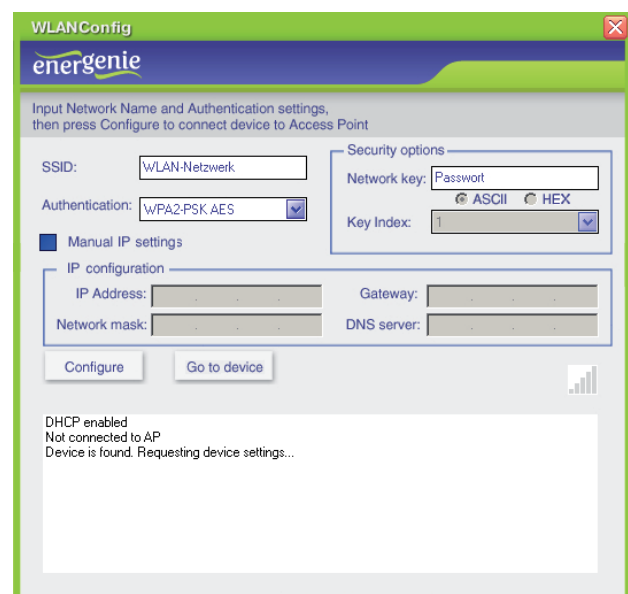 WLANConfig
energenie
Input Network Name and Authentication settings,
then press Configure to connect device to Access Point
SSID: WLAN-Netzwerk
Authentication: WPA2-PSK AES
Security options
Network key: Passwort
ASCII HEX
Key Index: 1
Manual IP settings
IP configuration
IP Address: . . . Gateway: . . .
Network mask: . . . DNS server: . . .
Configure Go to device
DHCP enabled
Not connected to AP
Device is found. Requesting device settings...